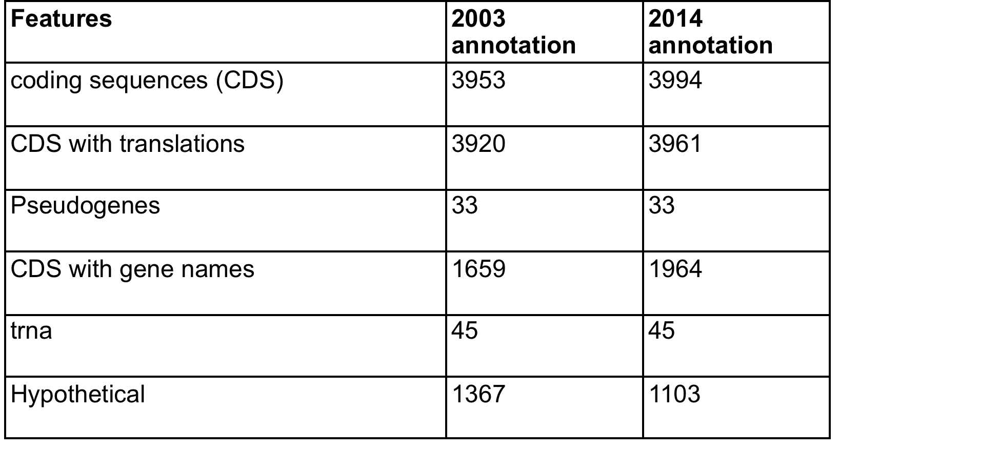 Features 2003 2014
annotation annotation
coding sequences (CDS) 3953 3994
CDS with translations 3920 3961
Pseudogenes 33 33
CDS with gene names 1659 1964
trna 45 45
Hypothetical 1367 1103